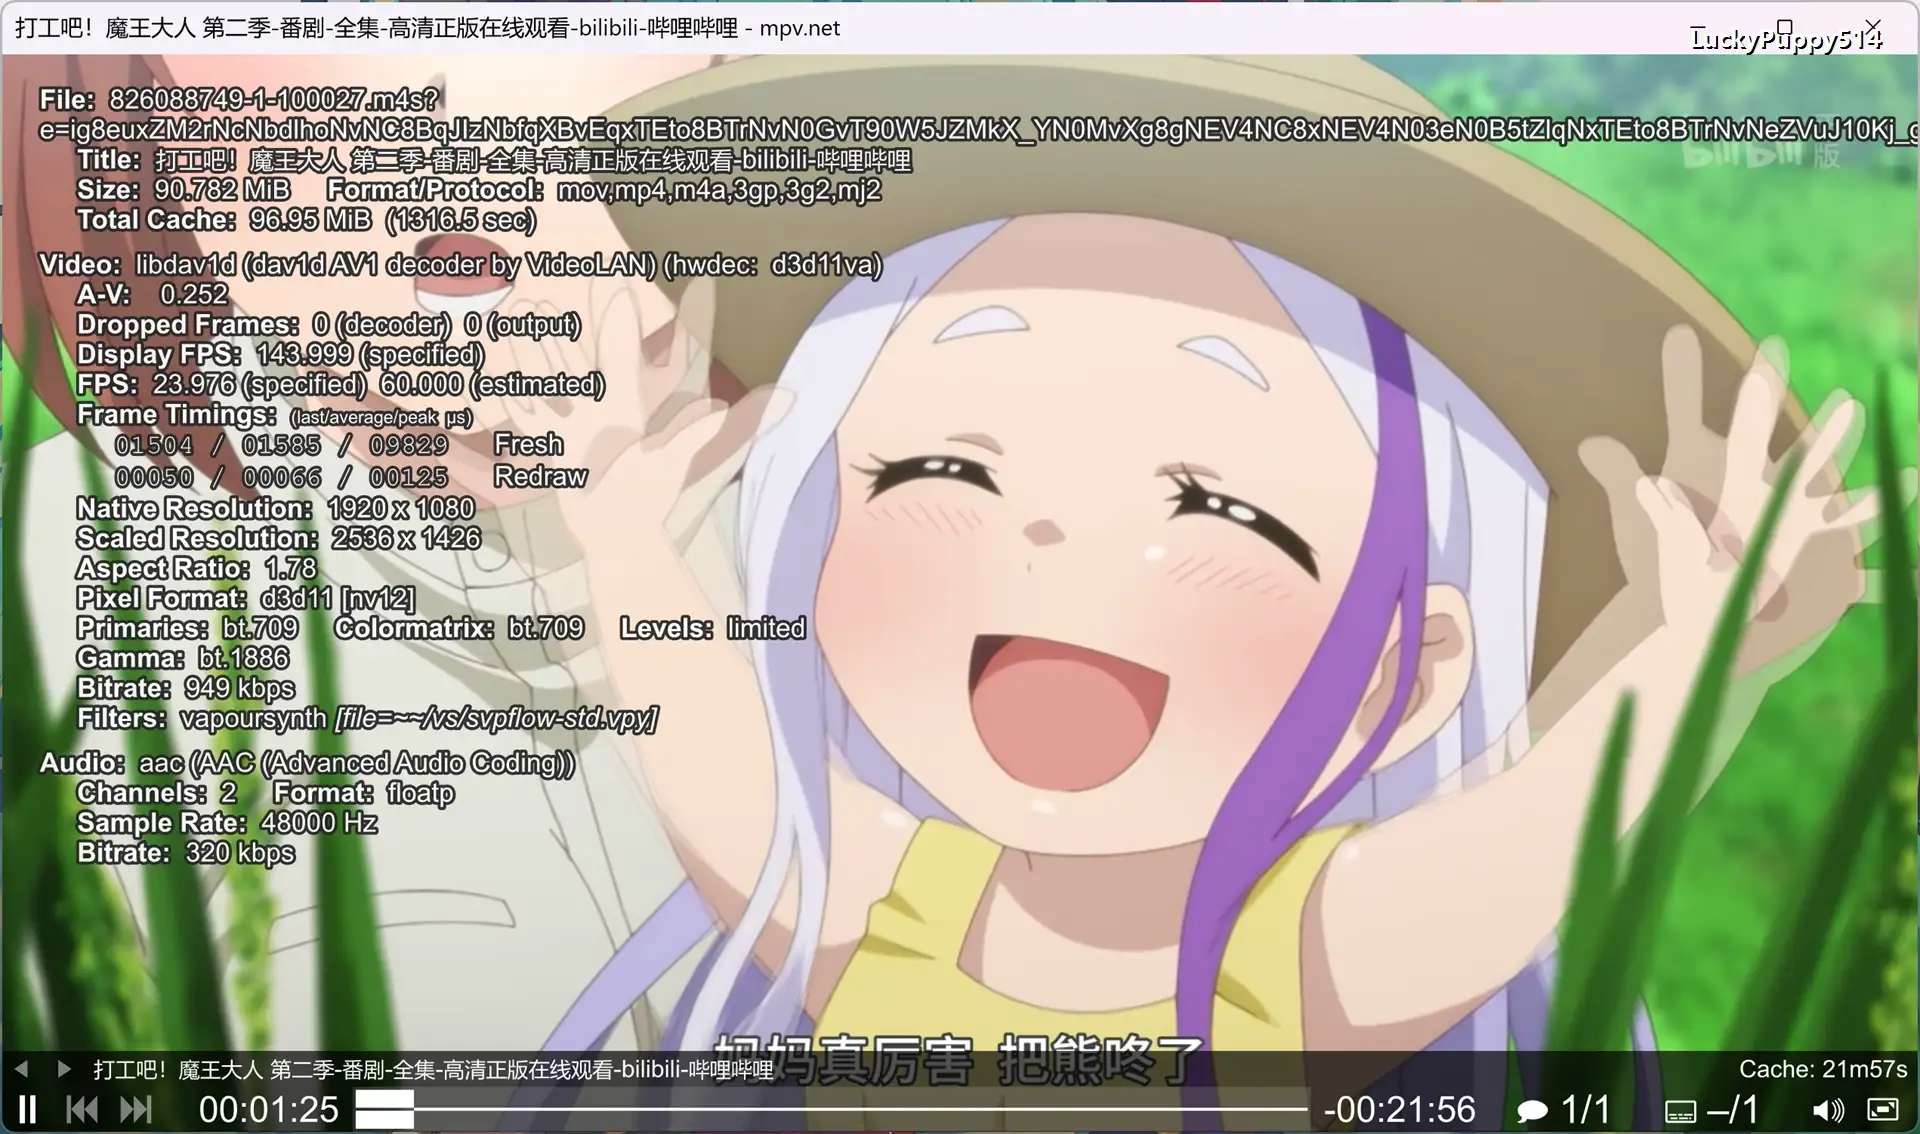 打工吧！魔王大人 第二季-番剧-全集-高清正版在线观看-bilibili-哔哩哔哩 - mpv.net
LuckyPuppy514
File: 826088749-1-100027.m4s?
e=ig8euxZM2rNcNbdlhoNvNC8BqJIzNbfqXBvEqxTEto8BTrNvN0GvT90W5JZMkX_YN0MvXg8gNEV4NC8xNEV4N03eN0B5tZlqNxTEto8BTrNvNeZVuJ10Kj_g
bilibili 版
Title: 打工吧！魔王大人 第二季-番剧-全集-高清正版在线观看-bilibili-哔哩哔哩
Size: 90.782 MiB Format/Protocol: mov,mp4,m4a,3gp,3g2,mj2
Total Cache: 96.95 MiB (1316.5 sec)
Video: libdav1d (dav1d AV1 decoder by VideoLAN) (hwdec: d3d11va)
A-V: 0.252
Dropped Frames: 0 (decoder) 0 (output)
Display FPS: 143.999 (specified)
FPS: 23.976 (specified) 60.000 (estimated)
Frame Timings: (last/average/peak μs)
01504 / 01585 / 09829 Fresh
00050 / 00066 / 00125 Redraw
Native Resolution: 1920 x 1080
Scaled Resolution: 2536 x 1426
Aspect Ratio: 1.78
Pixel Format: d3d11 [nv12]
Primaries: bt.709 Colormatrix: bt.709 Levels: limited
Gamma: bt.1886
Bitrate: 949 kbps
Filters: vapoursynth [file=~~/vs/svpflow-std.vpy]
Audio: aac (AAC (Advanced Audio Coding))
Channels: 2 Format: floatp
Sample Rate: 48000 Hz
Bitrate: 320 kbps
妈妈真厉害 把熊咚了
打工吧！魔王大人 第二季-番剧-全集-高清正版在线观看-bilibili-哔哩哔哩
Cache: 21m57s
00:01:25
-00:21:56
1/1
–/1